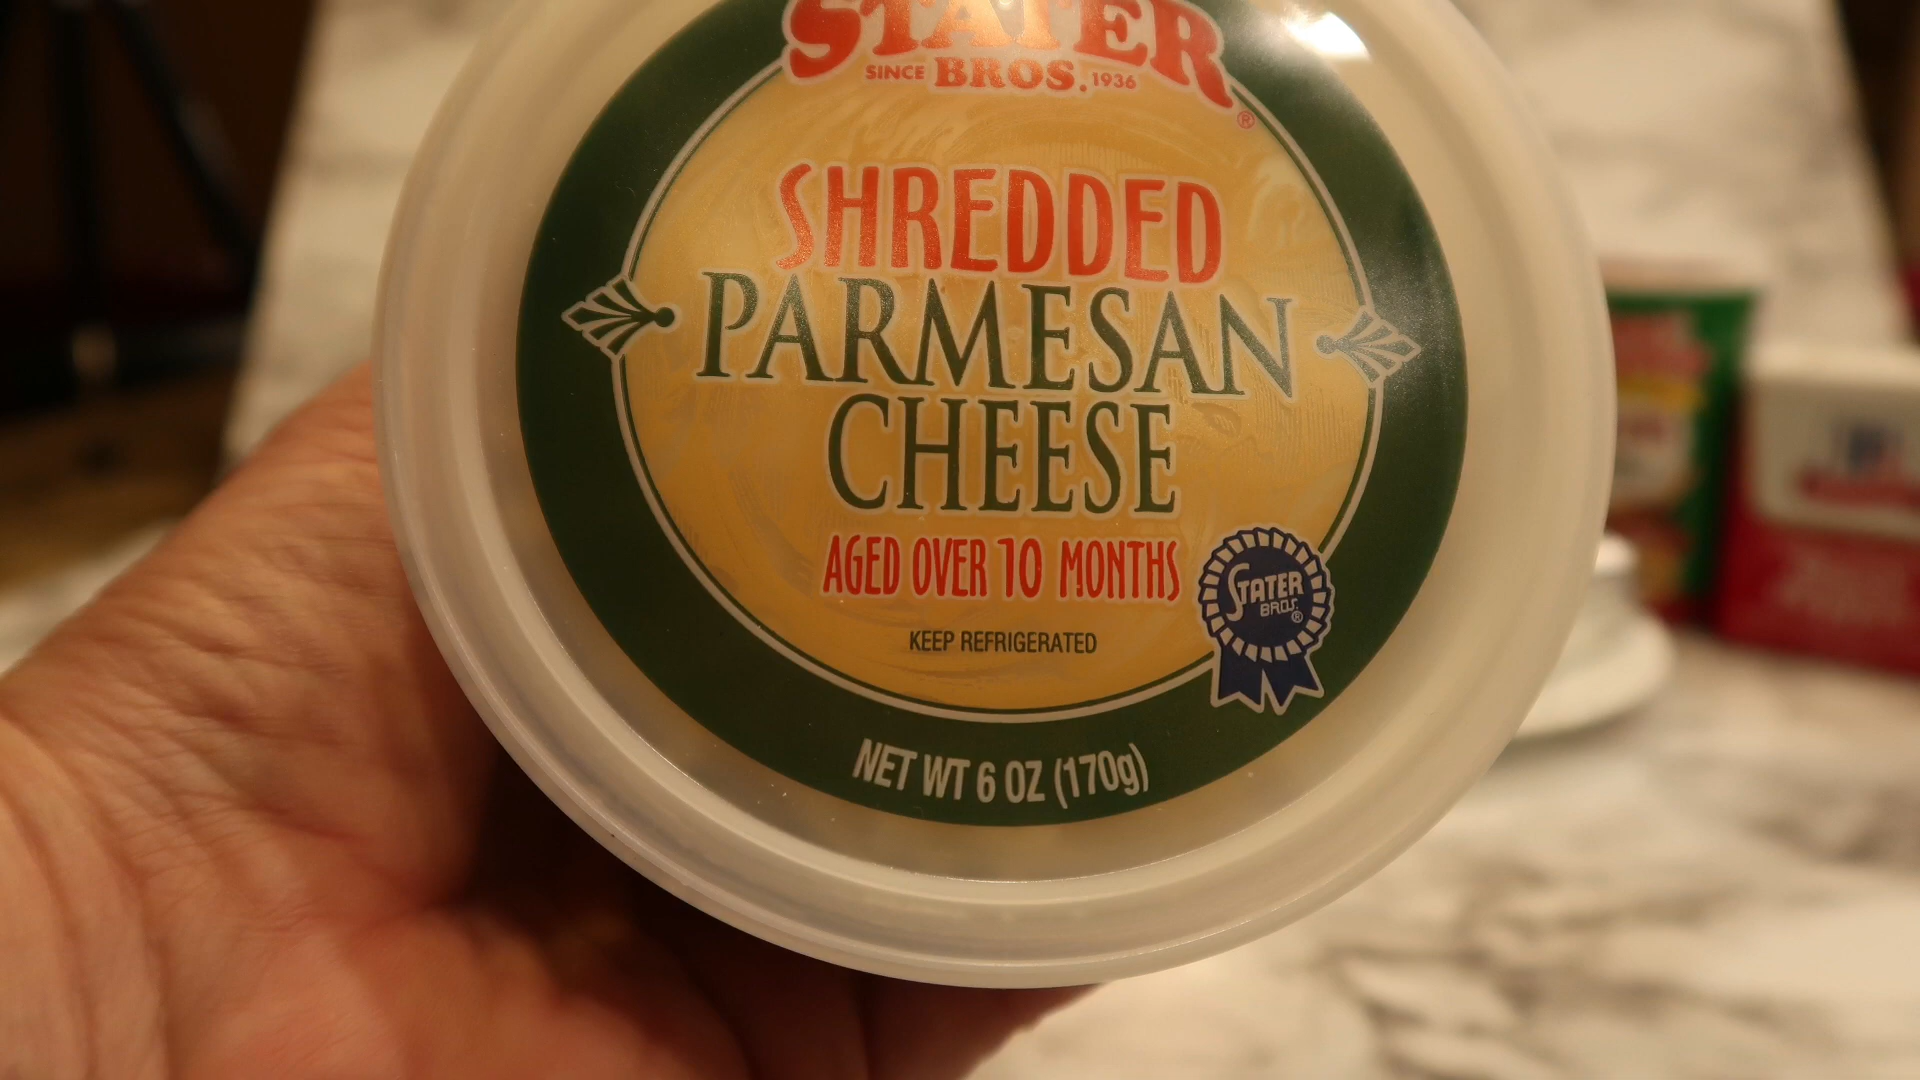 STATER
SINCE BROS. 1936
®
SHREDDED
PARMESAN
CHEESE
AGED OVER 10 MONTHS
STATER
BROS.®
KEEP REFRIGERATED
NET WT 6 OZ (170g)